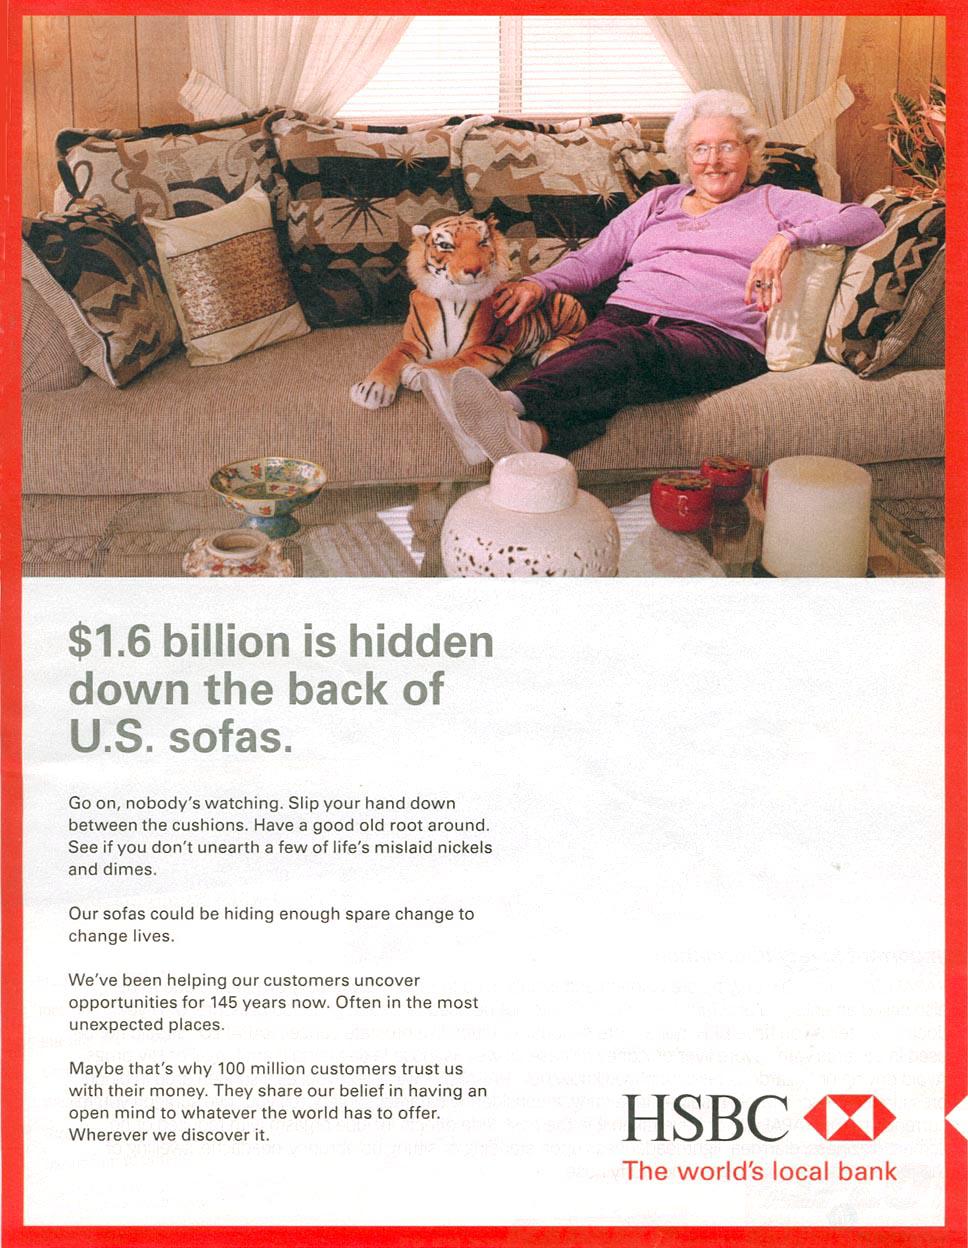 $1.6 billion is hidden
down the back of
U.S. sofas.
Go on, nobody's watching. Slip your hand down
between the cushions. Have a good old root around.
See if you don't unearth a few of life's mislaid nickels
and dimes.
Our sofas could be hiding enough spare change to
change lives.
We've been helping our customers uncover
opportunities for 145 years now. Often in the most
unexpected places.
Maybe that's why 100 million customers trust us
with their money. They share our belief in having an
open mind to whatever the world has to offer.
Wherever we discover it.
HSBC
The world's local bank